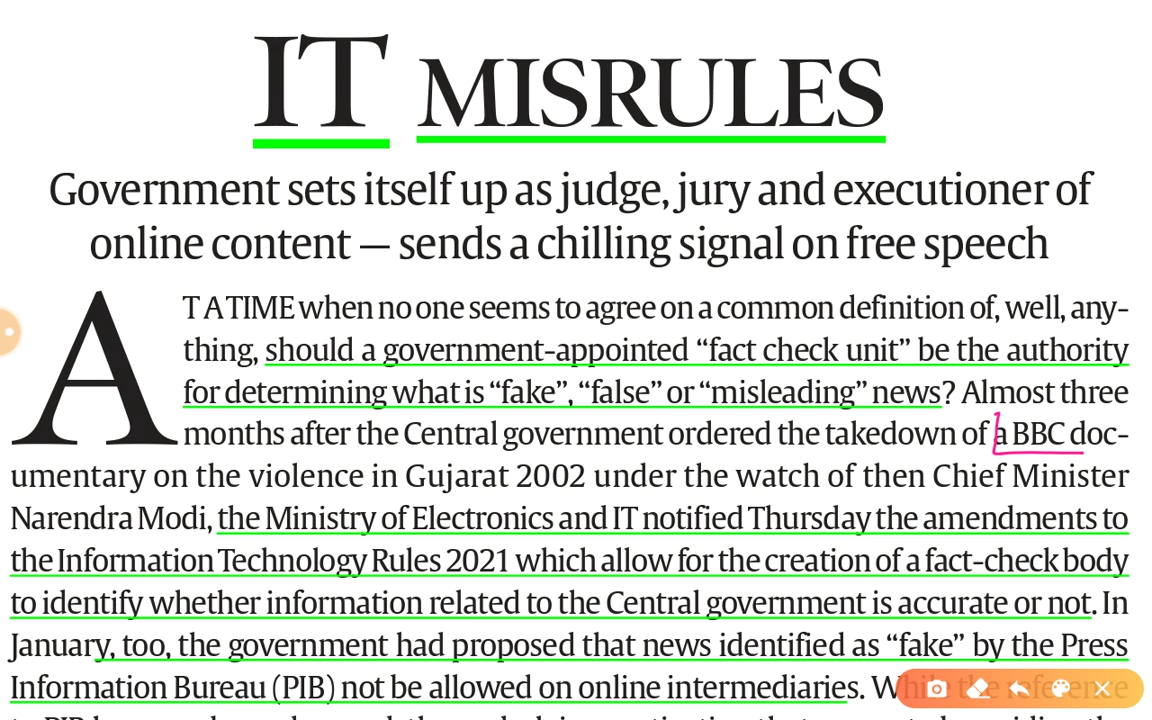 IT MISRULES
Government sets itself up as judge, jury and executioner of
online content — sends a chilling signal on free speech
AT A TIME when no one seems to agree on a common definition of, well, any-
thing, should a government-appointed “fact check unit” be the authority
for determining what is “fake”, “false” or “misleading” news? Almost three
months after the Central government ordered the takedown of a BBC doc-
umentary on the violence in Gujarat 2002 under the watch of then Chief Minister
Narendra Modi, the Ministry of Electronics and IT notified Thursday the amendments to
the Information Technology Rules 2021 which allow for the creation of a fact-check body
to identify whether information related to the Central government is accurate or not. In
January, too, the government had proposed that news identified as “fake” by the Press
Information Bureau (PIB) not be allowed on online intermediaries. While the reference